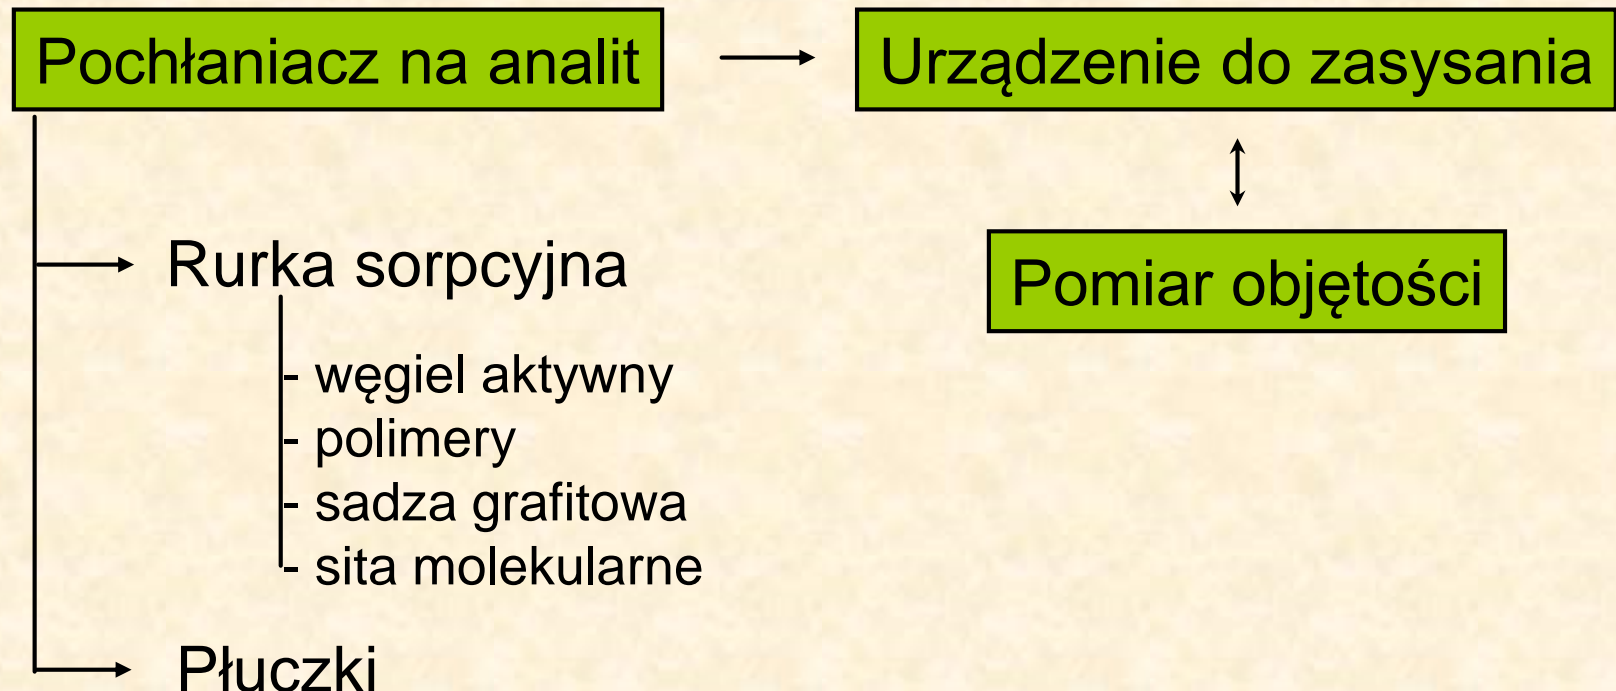 Pochłaniacz na analit
Urządzenie do zasysania
Rurka sorpcyjna
Pomiar objętości
- węgiel aktywny
- polimery
- sadza grafitowa
- sita molekularne
Płuczki